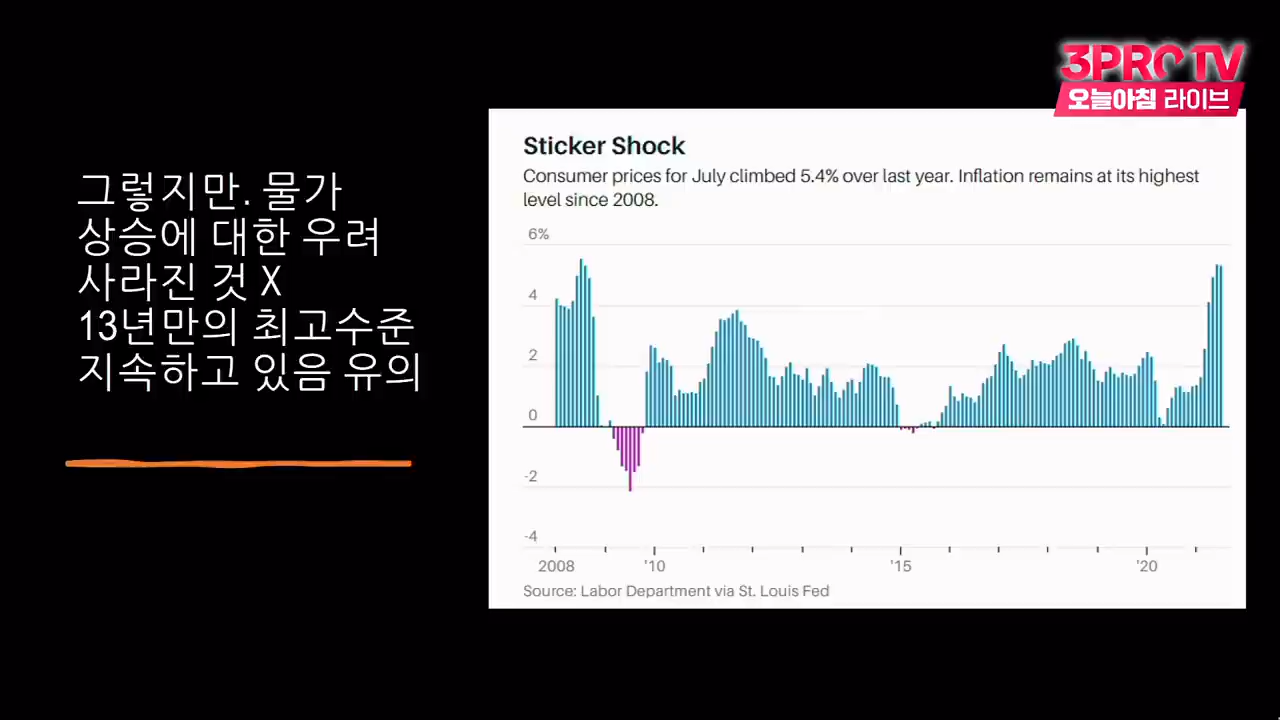 3PRO TV
오늘아침 라이브
그렇지만. 물가
상승에 대한 우려
사라진 것 X
13년만의 최고수준
지속하고 있음 유의
Sticker Shock
Consumer prices for July climbed 5.4% over last year. Inflation remains at its highest
level since 2008.
6%
4
2
0
-2
-4
2008 '10 '15 '20
Source: Labor Department via St. Louis Fed